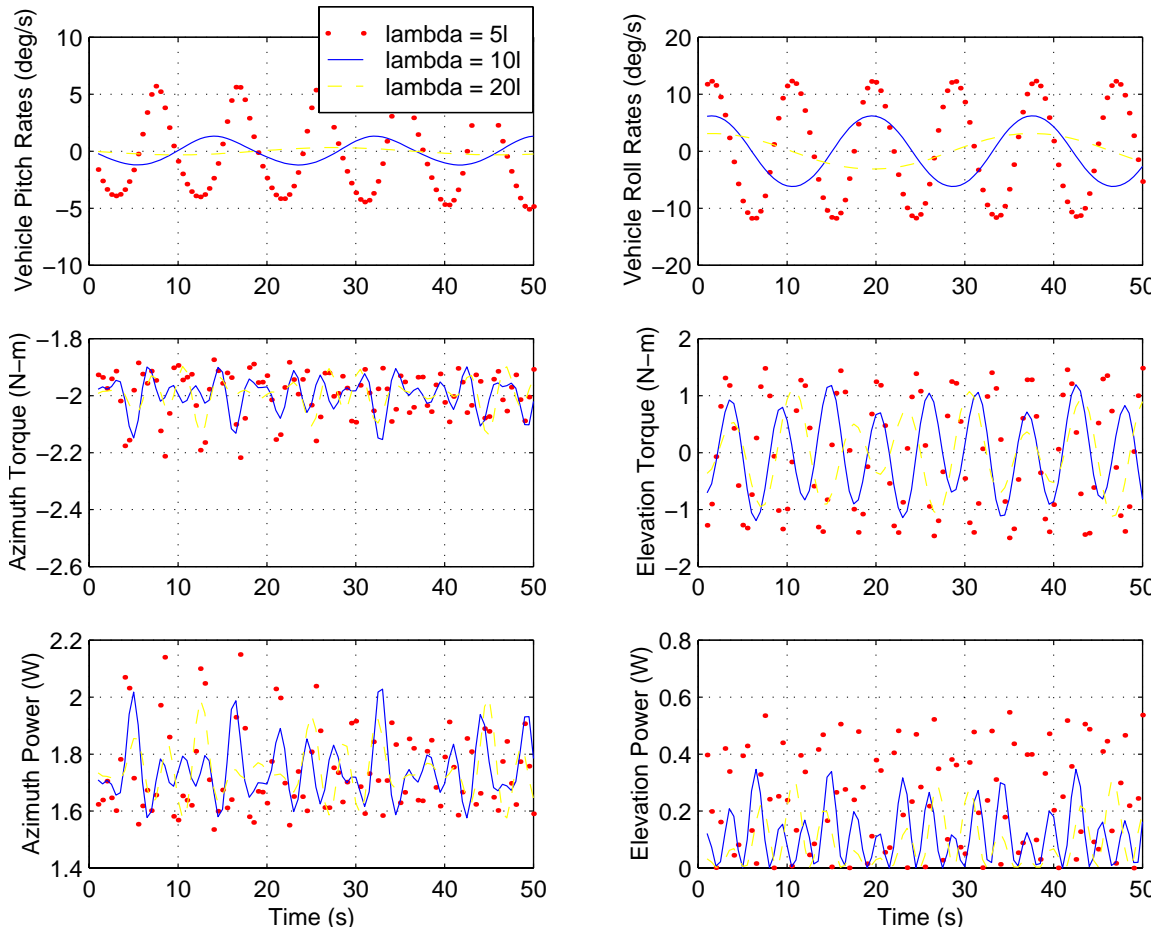 10
5
0
−5
−10
Vehicle Pitch Rates (deg/s)
0 10 20 30 40 50
lambda = 5l
lambda = 10l
lambda = 20l
20
10
0
−10
−20
Vehicle Roll Rates (deg/s)
0 10 20 30 40 50
−1.8
−2
−2.2
−2.4
−2.6
Azimuth Torque (N−m)
0 10 20 30 40 50
2
1
0
−1
−2
Elevation Torque (N−m)
0 10 20 30 40 50
2.2
2
1.8
1.6
1.4
Azimuth Power (W)
0 10 20 30 40 50
Time (s)
0.8
0.6
0.4
0.2
0
Elevation Power (W)
0 10 20 30 40 50
Time (s)